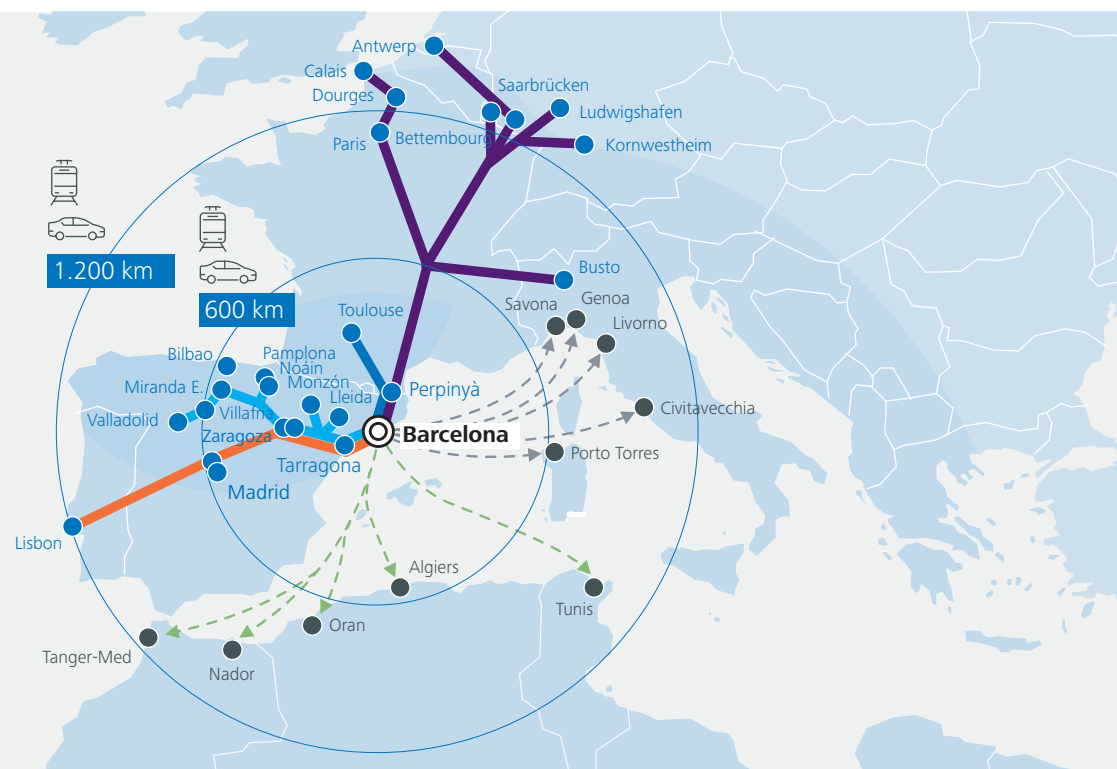 Antwerp
Calais
Saarbrücken
Dourges
Ludwigshafen
Paris
Bettembourg
Kornwestheim
1.200 km
Busto
600 km
Savona
Genoa
Toulouse
Livorno
Bilbao
Pamplona
Noáin
Miranda E.
Monzón
Perpinyà
Lleida
Valladolid
Villafría
Civitavecchia
Zaragoza
Barcelona
Tarragona
Porto Torres
Madrid
Lisbon
Algiers
Tunis
Oran
Tanger-Med
Nador